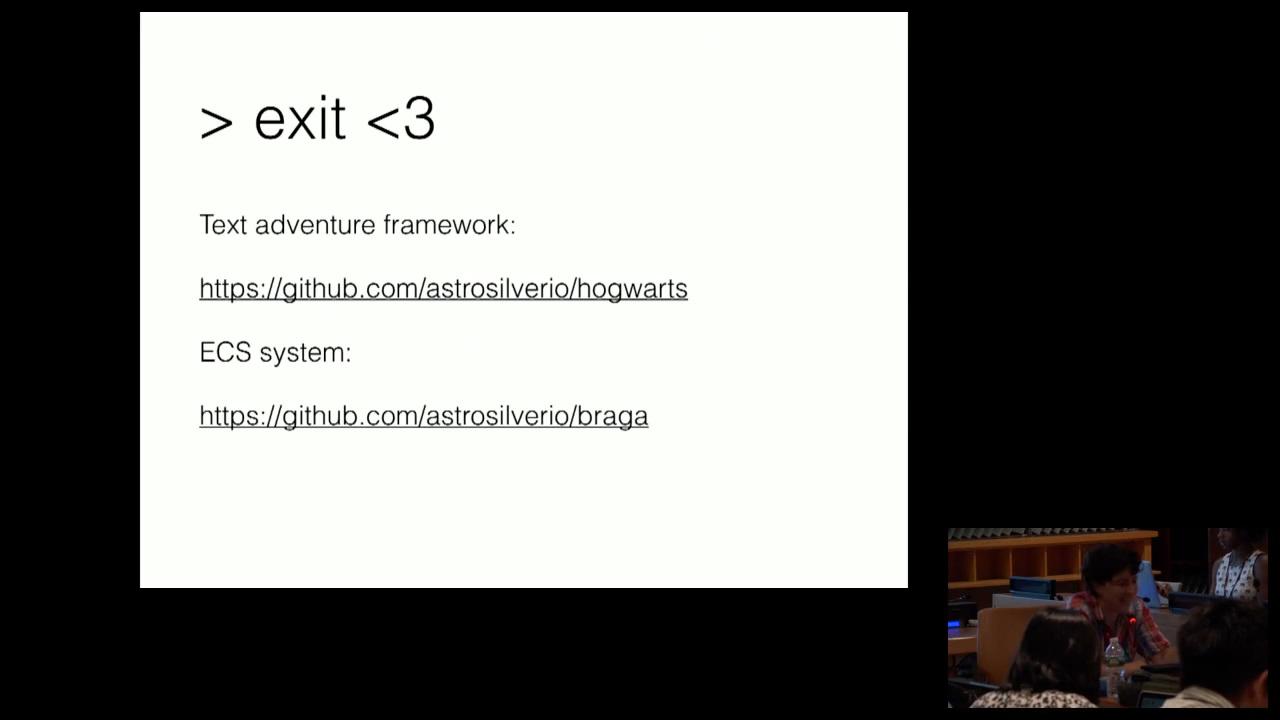 > exit <3
Text adventure framework:
https://github.com/astrosilverio/hogwarts
ECS system:
https://github.com/astrosilverio/braga